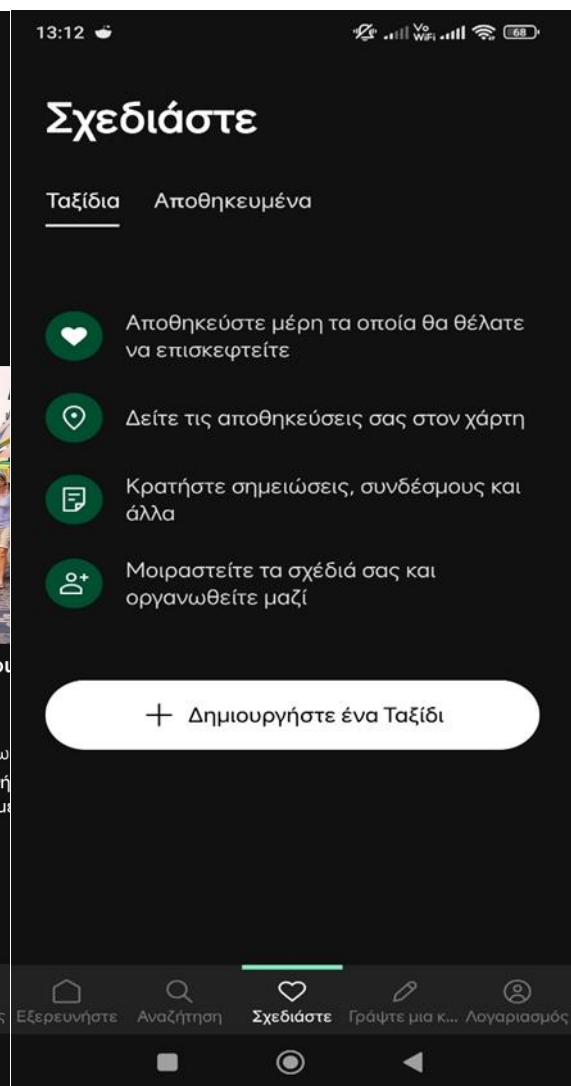 13:12
Vo
WiFi
68
Σχεδιάστε
Ταξίδια Αποθηκευμένα
Αποθηκεύστε μέρη τα οποία θα θέλατε
να επισκεφτείτε
Δείτε τις αποθηκεύσεις σας στον χάρτη
Κρατήστε σημειώσεις, συνδέσμους και
άλλα
Μοιραστείτε τα σχέδιά σας και
οργανωθείτε μαζί
+ Δημιουργήστε ένα Ταξίδι
Εξερευνήστε Αναζήτηση Σχεδιάστε Γράψτε μια κ... Λογαριασμός